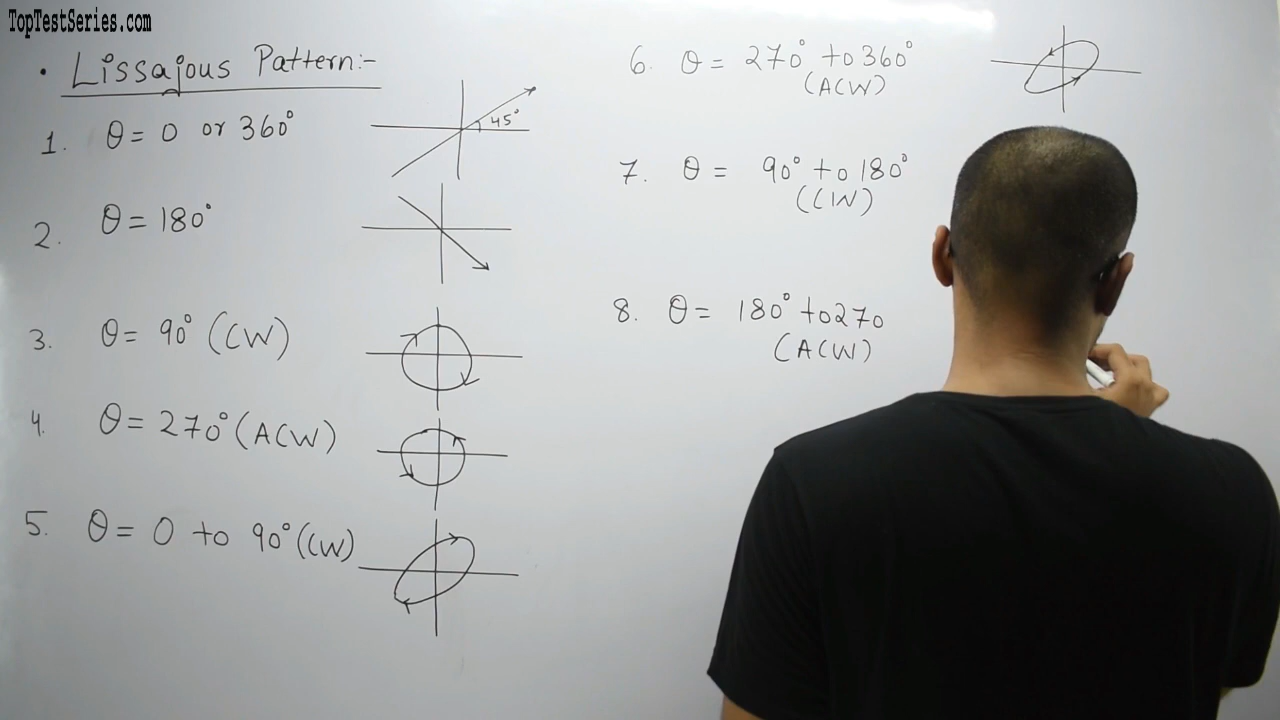 TopTestSeries.com
• Lissajous Pattern:-
1. θ = 0 or 360°
45°
2. θ = 180°
3. θ = 90° (CW)
4. θ = 270° (ACW)
5. θ = 0 to 90° (CW)
6. θ = 270° to 360°
(ACW)
7. θ = 90° to 180°
(CW)
8. θ = 180° to 270
(ACW)